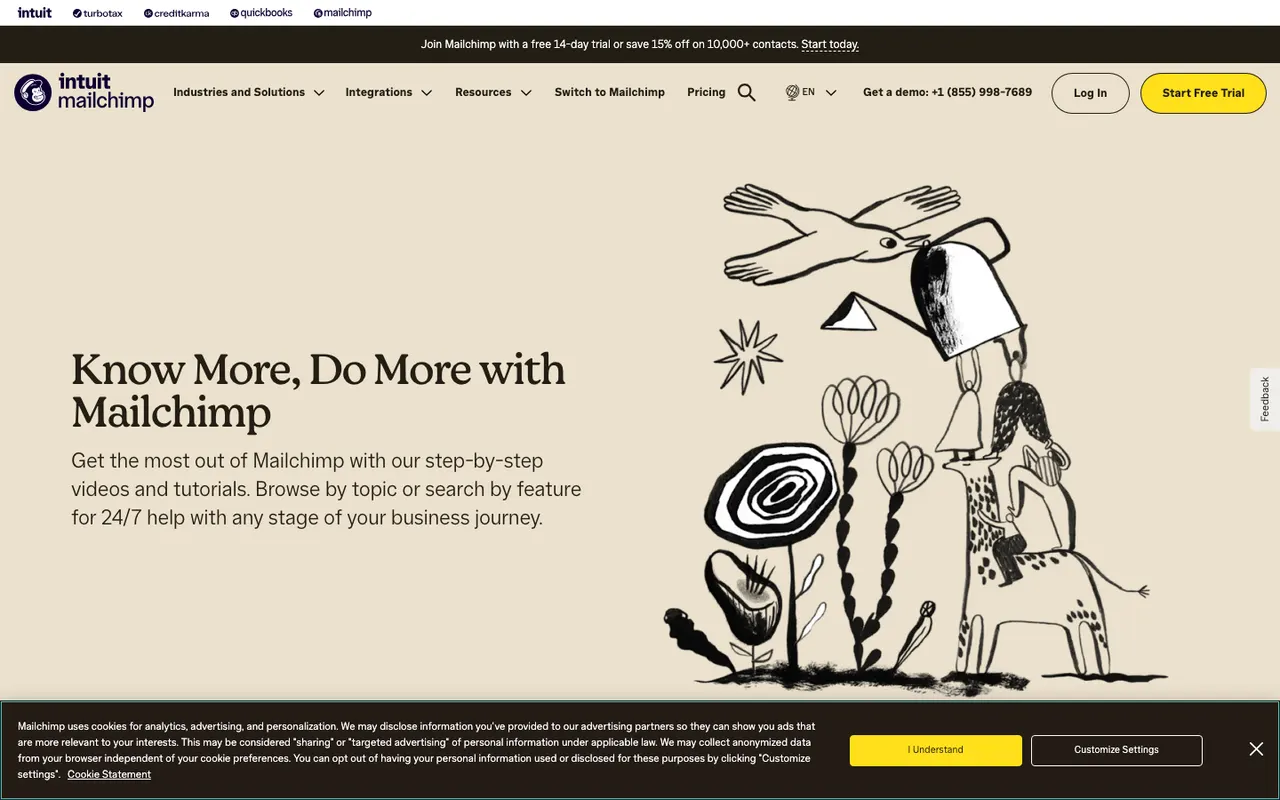 intuit turbotax creditkarma quickbooks mailchimp
Join Mailchimp with a free 14-day trial or save 15% off on 10,000+ contacts. Start today.
intuit
mailchimp
Industries and Solutions Integrations Resources Switch to Mailchimp Pricing EN Get a demo: +1 (855) 998-7689 Log In Start Free Trial
Know More, Do More with
Mailchimp
Get the most out of Mailchimp with our step-by-step
videos and tutorials. Browse by topic or search by feature
for 24/7 help with any stage of your business journey.
Feedback
Mailchimp uses cookies for analytics, advertising, and personalization. We may disclose information you've provided to our advertising partners so they can show you ads that
are more relevant to your interests. This may be considered "sharing" or "targeted advertising" of personal information under applicable law. We may collect anonymized data
from your browser independent of your cookie preferences. You can opt out of having your personal information used or disclosed for these purposes by clicking "Customize
settings". Cookie Statement
I Understand
Customize Settings